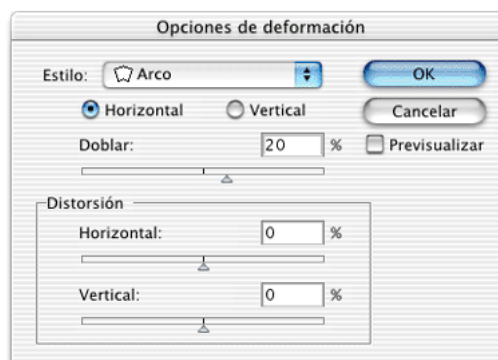 Opciones de deformación
Estilo: Arco OK
Horizontal Vertical Cancelar
Doblar: 20 % Previsualizar
Distorsión
Horizontal: 0 %
Vertical: 0 %